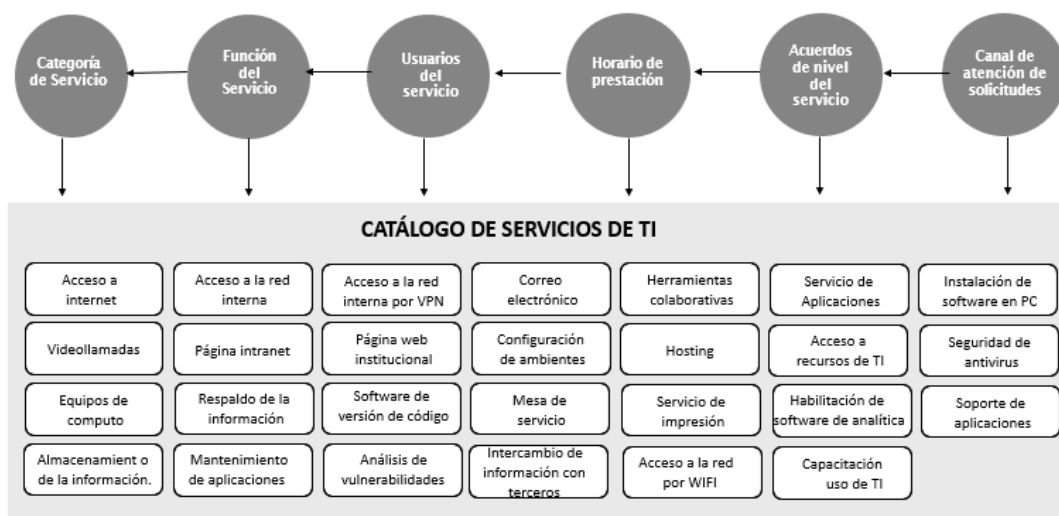 Categoría
de Servicio
Función
del
Servicio
Usuarios
del
servicio
Horario de
prestación
Acuerdos
de nivel
del
servicio
Canal de
atención de
solicitudes
CATÁLOGO DE SERVICIOS DE TI
Acceso a
internet
Acceso a la red
interna
Acceso a la red
interna por VPN
Correo
electrónico
Herramientas
colaborativas
Servicio de
Aplicaciones
Instalación de
software en PC
Videollamadas
Página intranet
Página web
institucional
Configuración
de ambientes
Hosting
Acceso a
recursos de TI
Seguridad de
antivirus
Equipos de
computo
Respaldo de la
información
Software de
versión de código
Mesa de
servicio
Servicio de
impresión
Habilitación de
software de analítica
Soporte de
aplicaciones
Almacenamient o
de la información.
Mantenimiento
de aplicaciones
Análisis de
vulnerabilidades
Intercambio de
información con
terceros
Acceso a la red
por WIFI
Capacitación
uso de TI